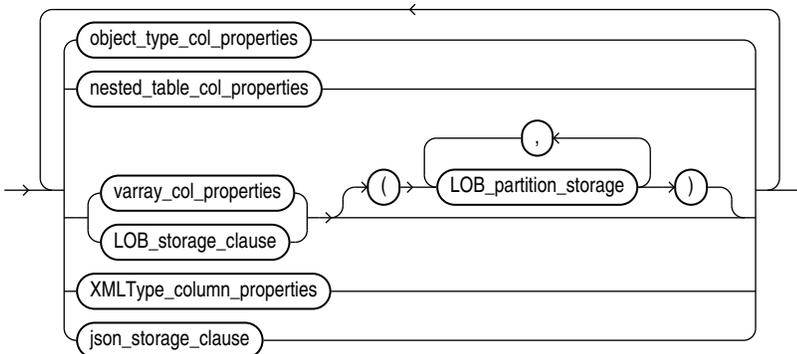 object_type_col_properties
nested_table_col_properties
,
varray_col_properties
( LOB_partition_storage )
LOB_storage_clause
XMLType_column_properties
json_storage_clause